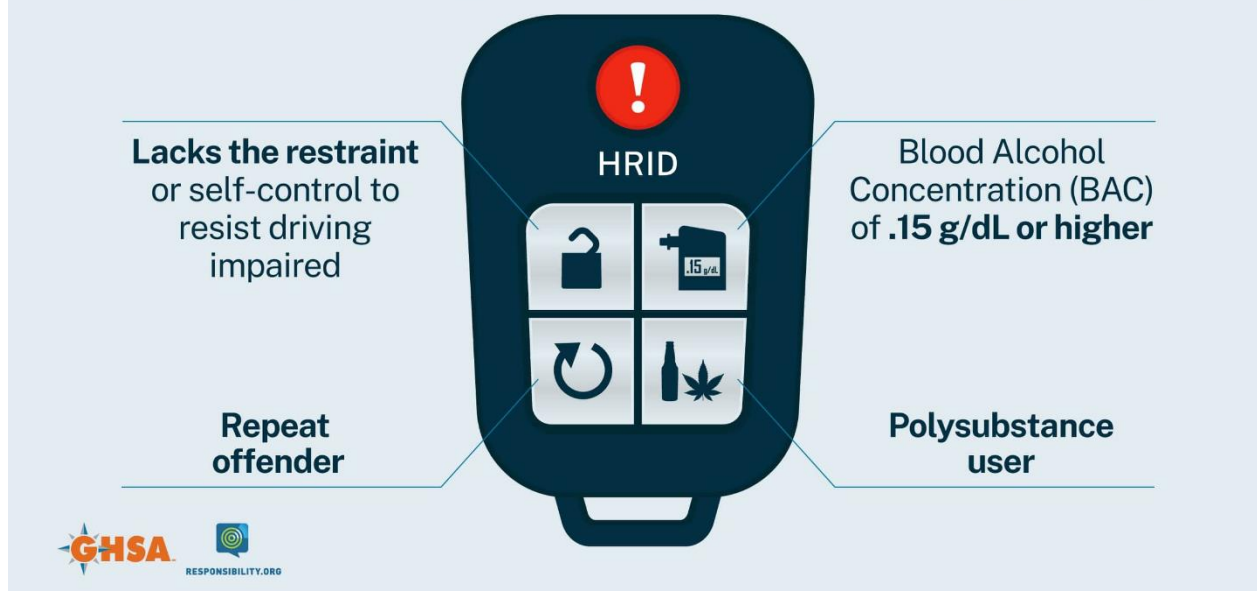 HRID
Lacks the restraint
or self-control to
resist driving
impaired
Blood Alcohol
Concentration (BAC)
of .15 g/dL or higher
.15 g/dL
Repeat
offender
Polysubstance
user
GHSA
RESPONSIBILITY.ORG